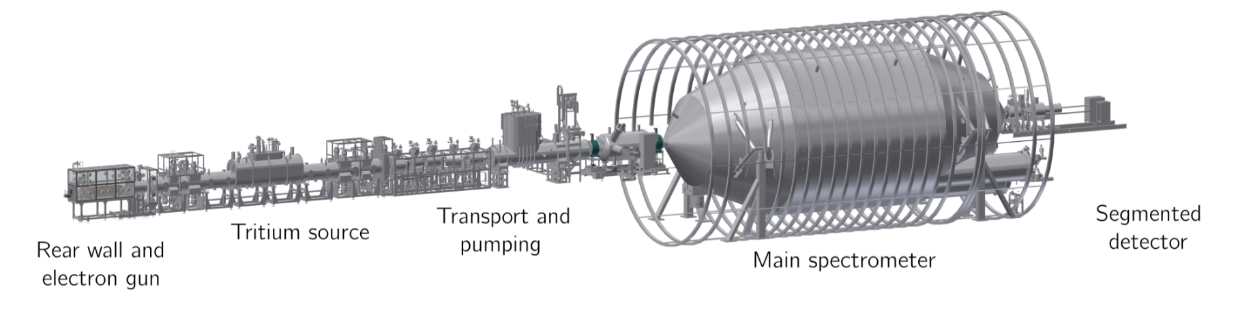 Rear wall and
electron gun
Tritium source
Transport and
pumping
Main spectrometer
Segmented
detector